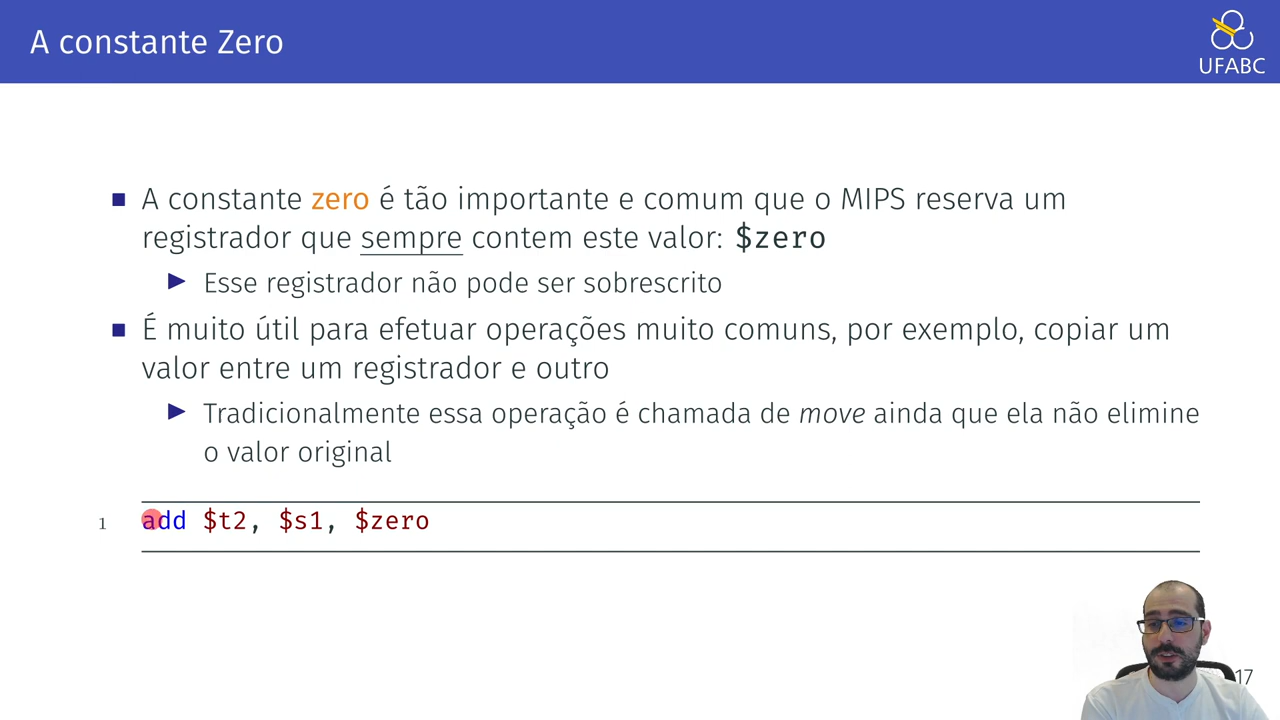 A constante Zero
UFABC
A constante zero é tão importante e comum que o MIPS reserva um
registrador que sempre contem este valor: $zero
Esse registrador não pode ser sobrescrito
É muito útil para efetuar operações muito comuns, por exemplo, copiar um
valor entre um registrador e outro
Tradicionalmente essa operação é chamada de move ainda que ela não elimine
o valor original
1 add $t2, $s1, $zero
17